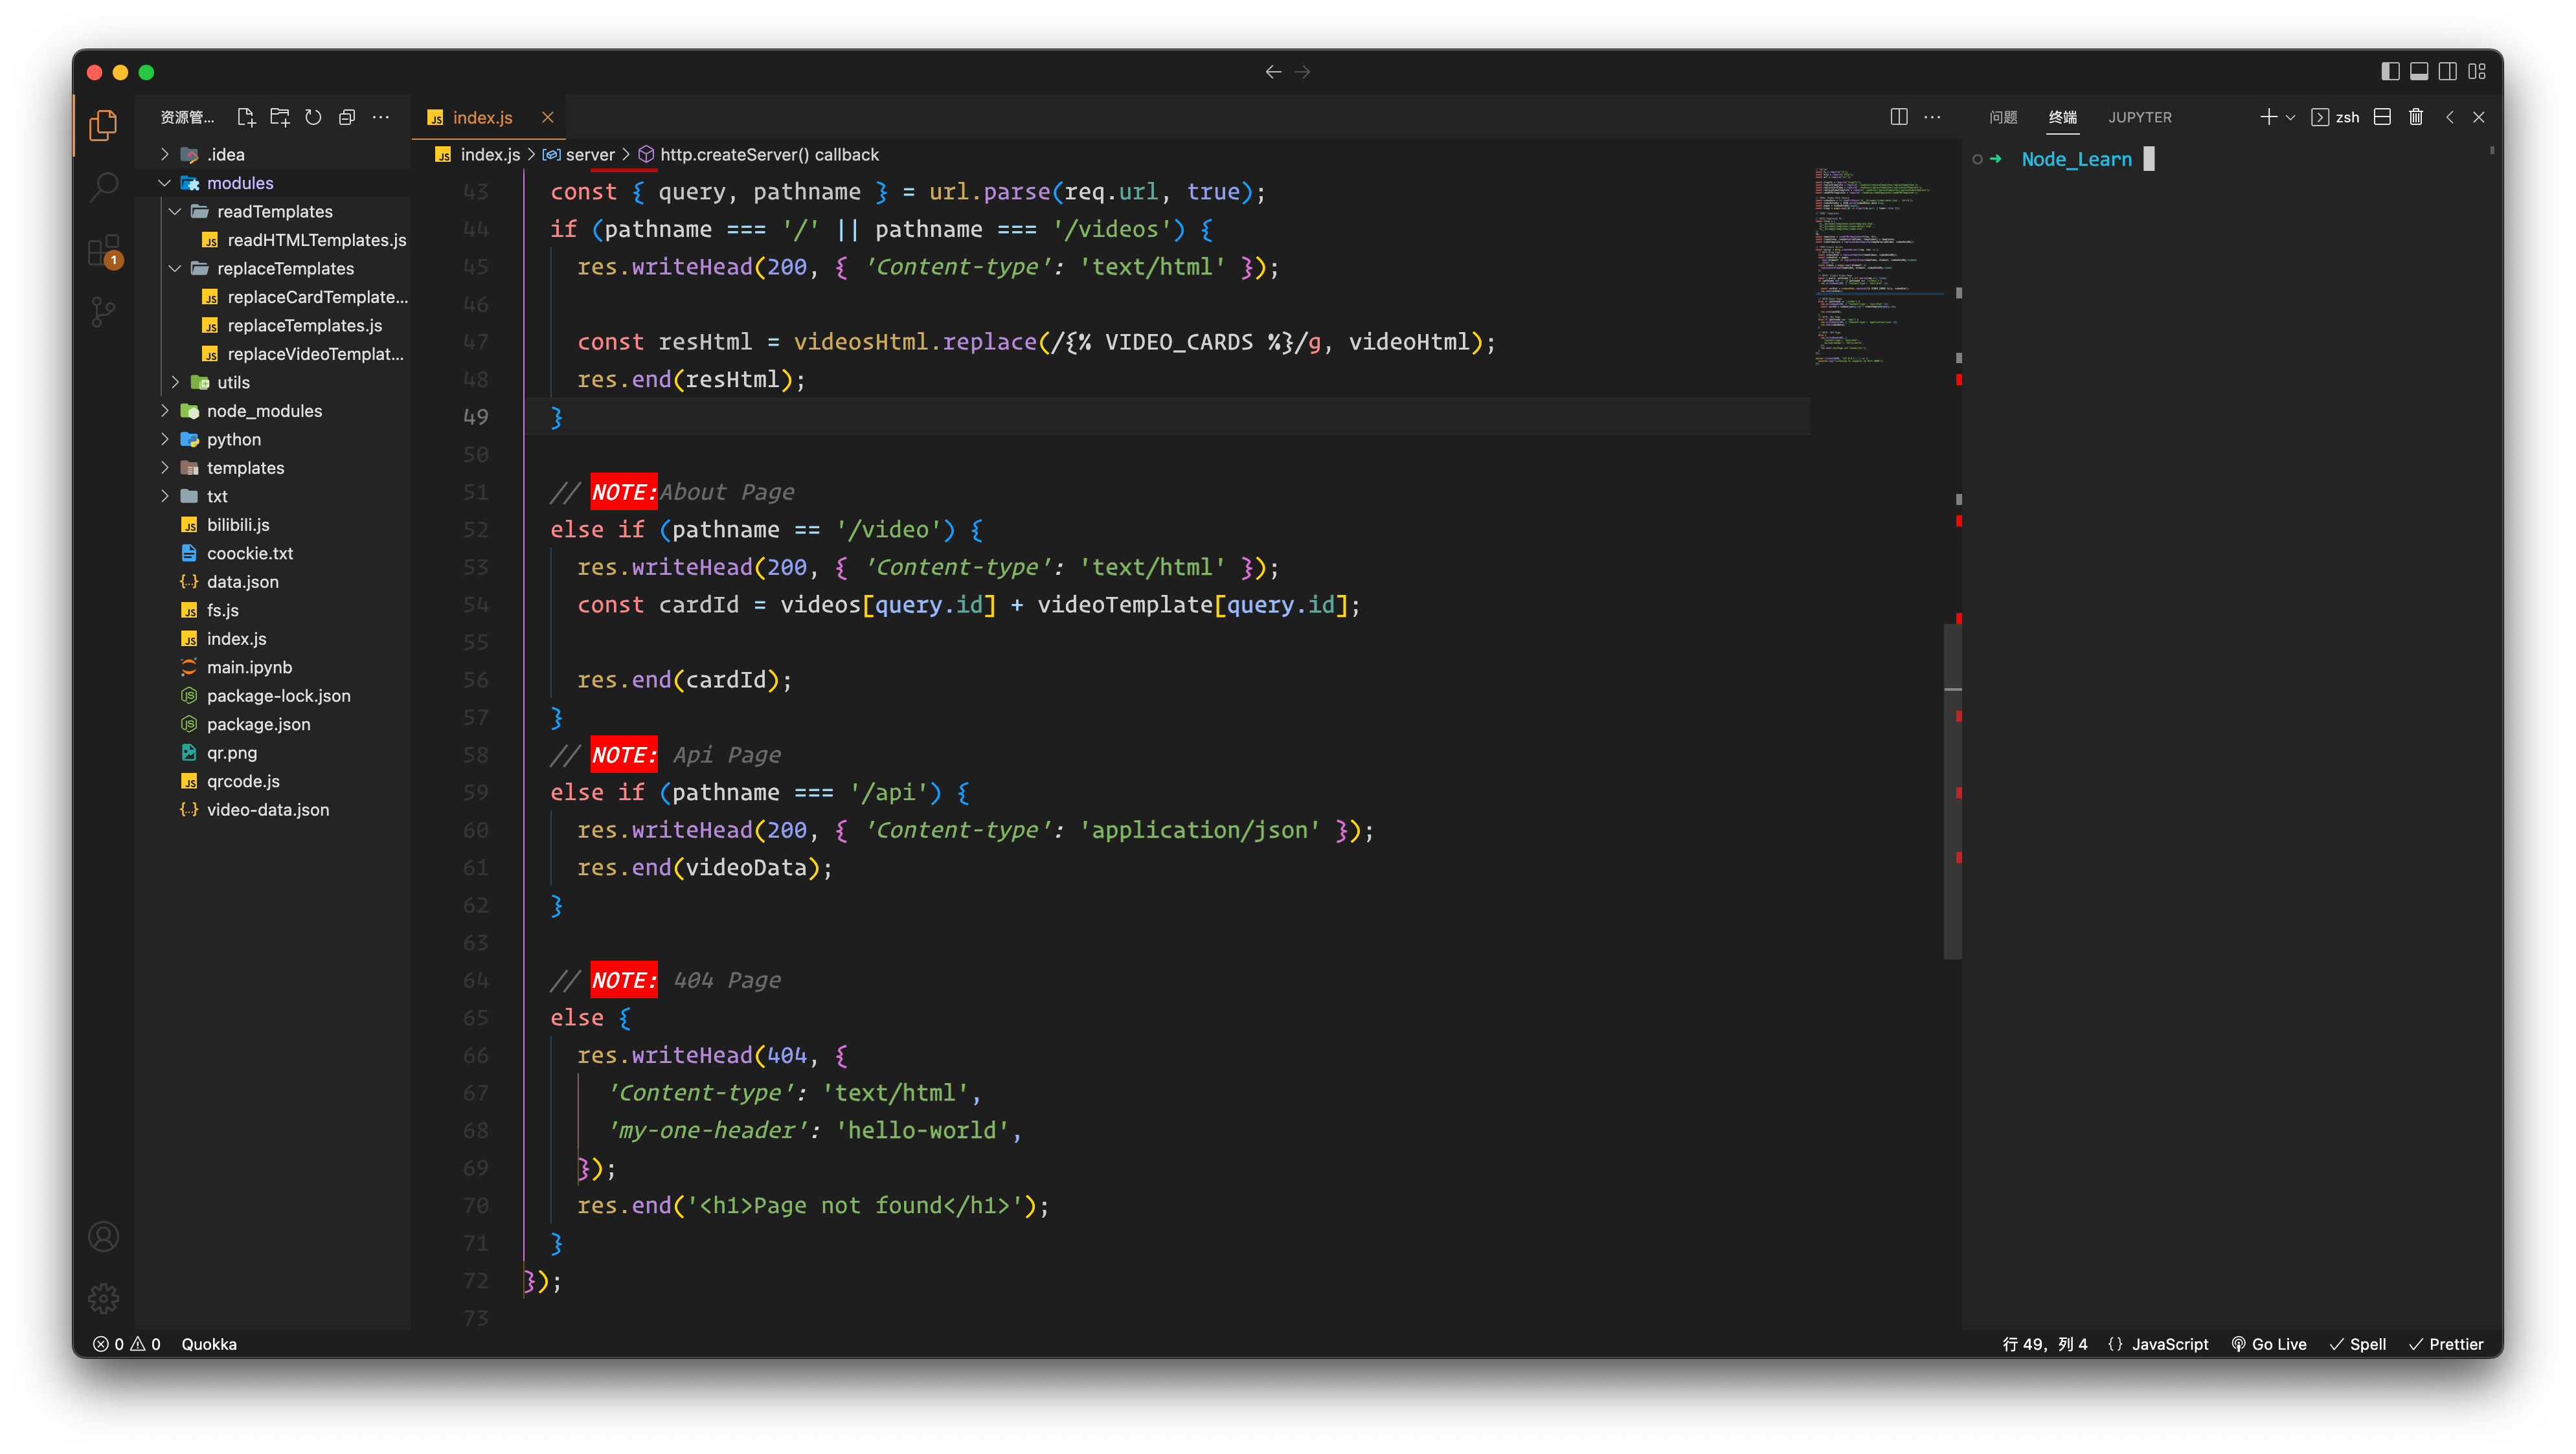 资源管...
index.js
问题
终端
JUPYTER
zsh
.idea
modules
readTemplates
readHTMLTemplates.js
replaceTemplates
replaceCardTemplate...
replaceTemplates.js
replaceVideoTemplat...
utils
node_modules
python
templates
txt
bilibili.js
coockie.txt
data.json
fs.js
index.js
main.ipynb
package-lock.json
package.json
qr.png
qrcode.js
video-data.json
1
index.js > server > http.createServer() callback
43 const { query, pathname } = url.parse(req.url, true);
44 if (pathname === '/' || pathname === '/videos') {
45 res.writeHead(200, { 'Content-type': 'text/html' });
46
47 const resHtml = videosHtml.replace(/{% VIDEO_CARDS %}/g, videoHtml);
48 res.end(resHtml);
49 }
50
51 // NOTE:About Page
52 else if (pathname == '/video') {
53 res.writeHead(200, { 'Content-type': 'text/html' });
54 const cardId = videos[query.id] + videoTemplate[query.id];
55
56 res.end(cardId);
57 }
58 // NOTE: Api Page
59 else if (pathname === '/api') {
60 res.writeHead(200, { 'Content-type': 'application/json' });
61 res.end(videoData);
62 }
63
64 // NOTE: 404 Page
65 else {
66 res.writeHead(404, {
67 'Content-type': 'text/html',
68 'my-one-header': 'hello-world',
69 });
70 res.end('<h1>Page not found</h1>');
71 }
72 });
73
➜ Node_Learn
0 0 Quokka
行 49，列 4
{} JavaScript
Go Live
Spell
Prettier